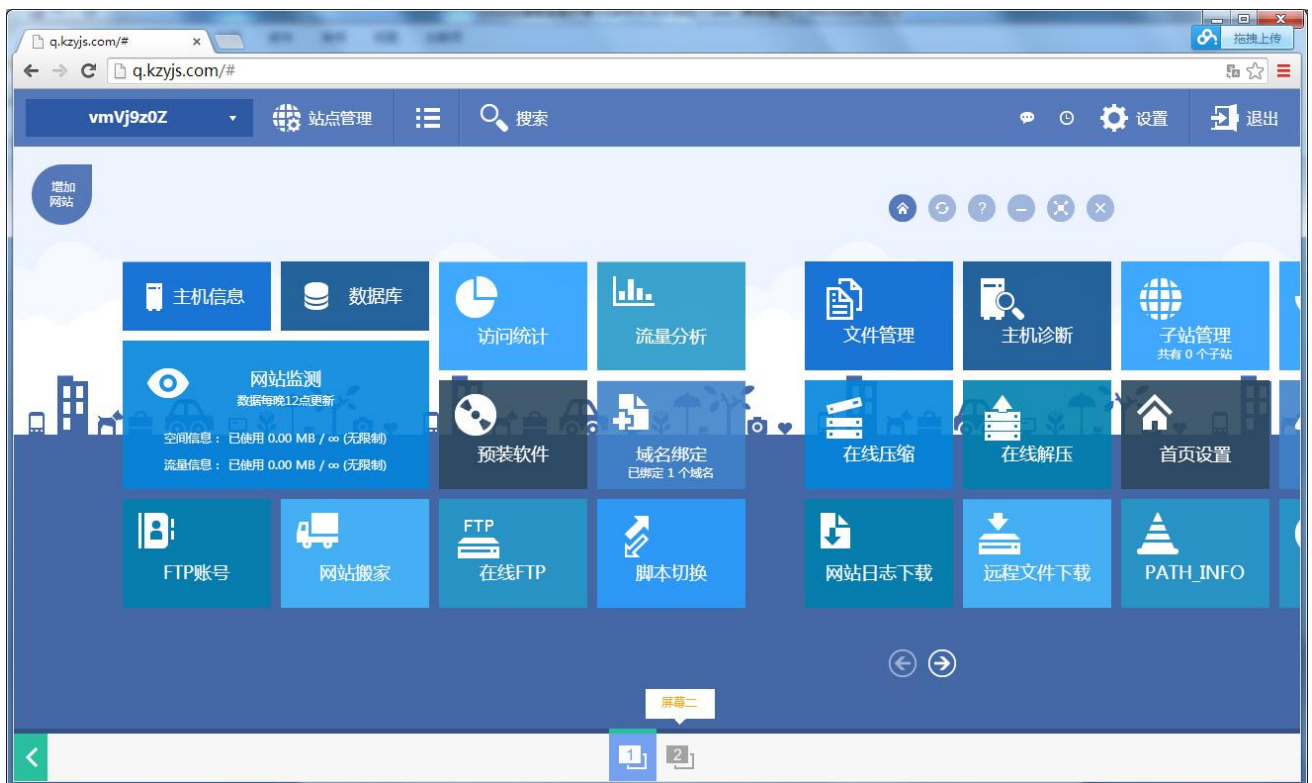 q.kzyjs.com/#
拖拽上传
q.kzyjs.com/#
vmVj9z0Z
站点管理
搜索
设置
退出
增加
网站
主机信息
数据库
访问统计
流量分析
文件管理
主机诊断
子站管理
共有 0 个子站
网站监测
数据每晚12点更新
空间信息： 已使用 0.00 MB / ∞ (无限制)
流量信息： 已使用 0.00 MB / ∞ (无限制)
预装软件
域名绑定
已绑定 1 个域名
在线压缩
在线解压
首页设置
FTP账号
网站搬家
FTP
在线FTP
脚本切换
网站日志下载
远程文件下载
PATH_INFO
屏幕二
1
2